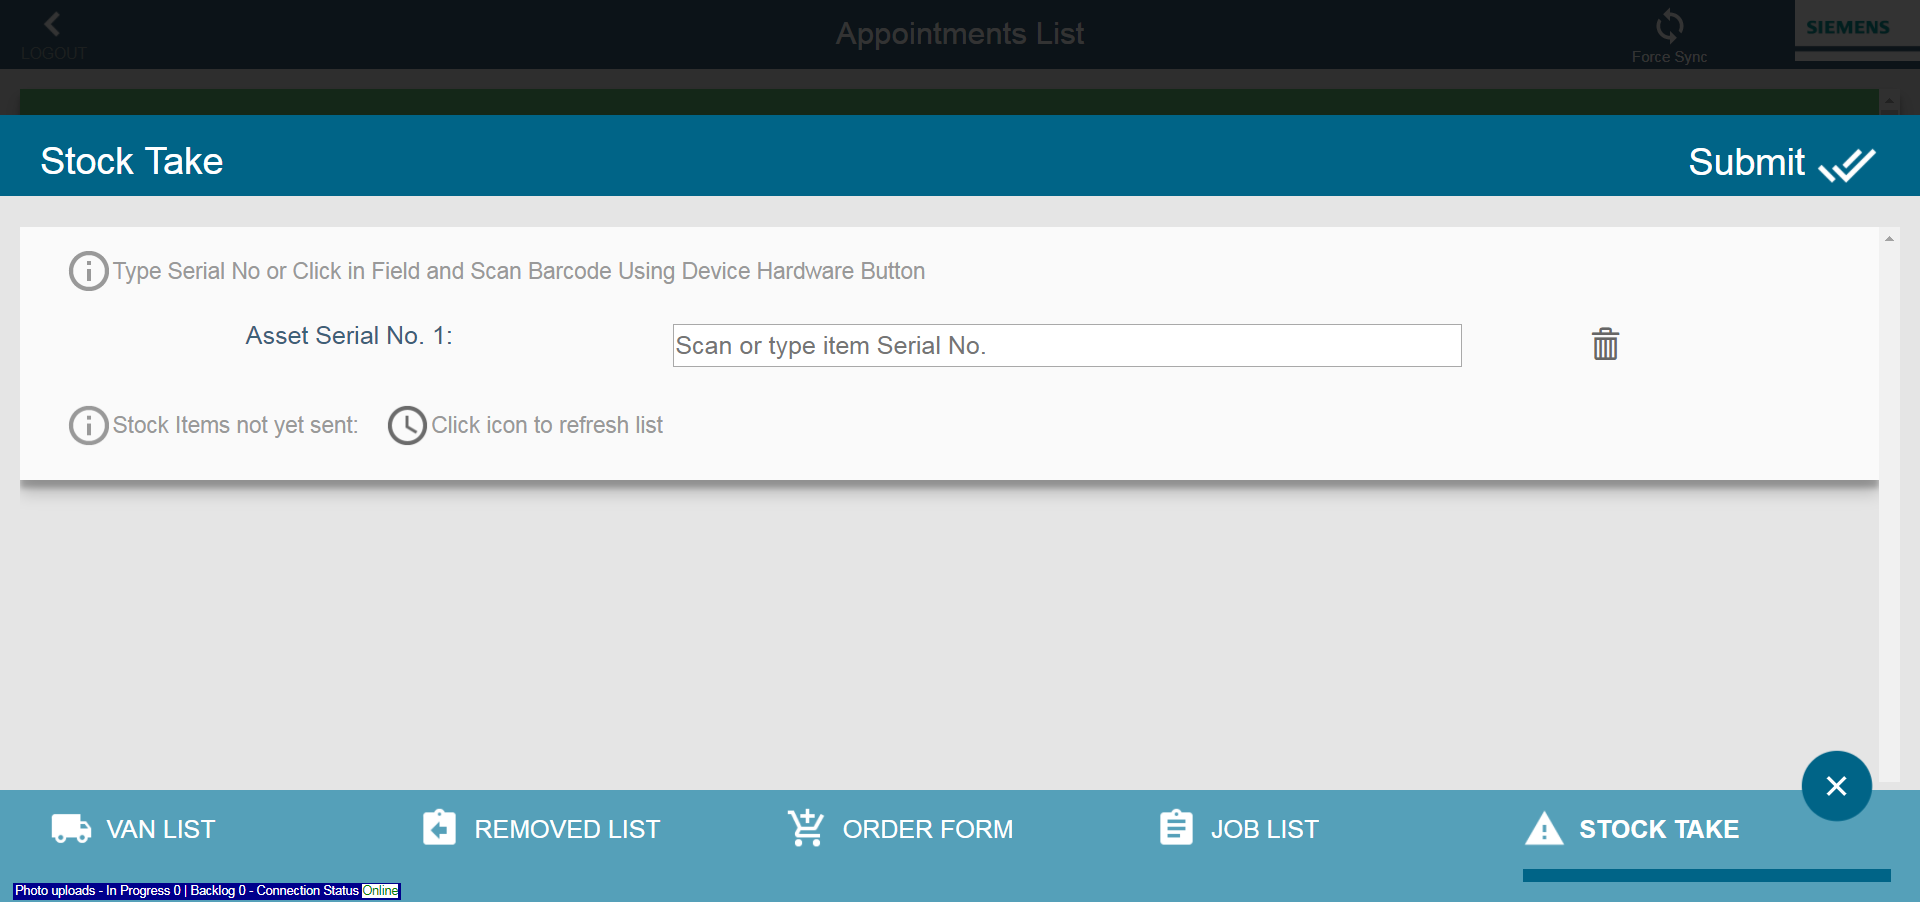 LOGOUT
Appointments List
Force Sync
SIEMENS
Stock Take
Submit
Type Serial No or Click in Field and Scan Barcode Using Device Hardware Button
Asset Serial No. 1:
Scan or type item Serial No.
Stock Items not yet sent:
Click icon to refresh list
VAN LIST
REMOVED LIST
ORDER FORM
JOB LIST
STOCK TAKE
Photo uploads - In Progress 0 | Backlog 0 - Connection Status Online